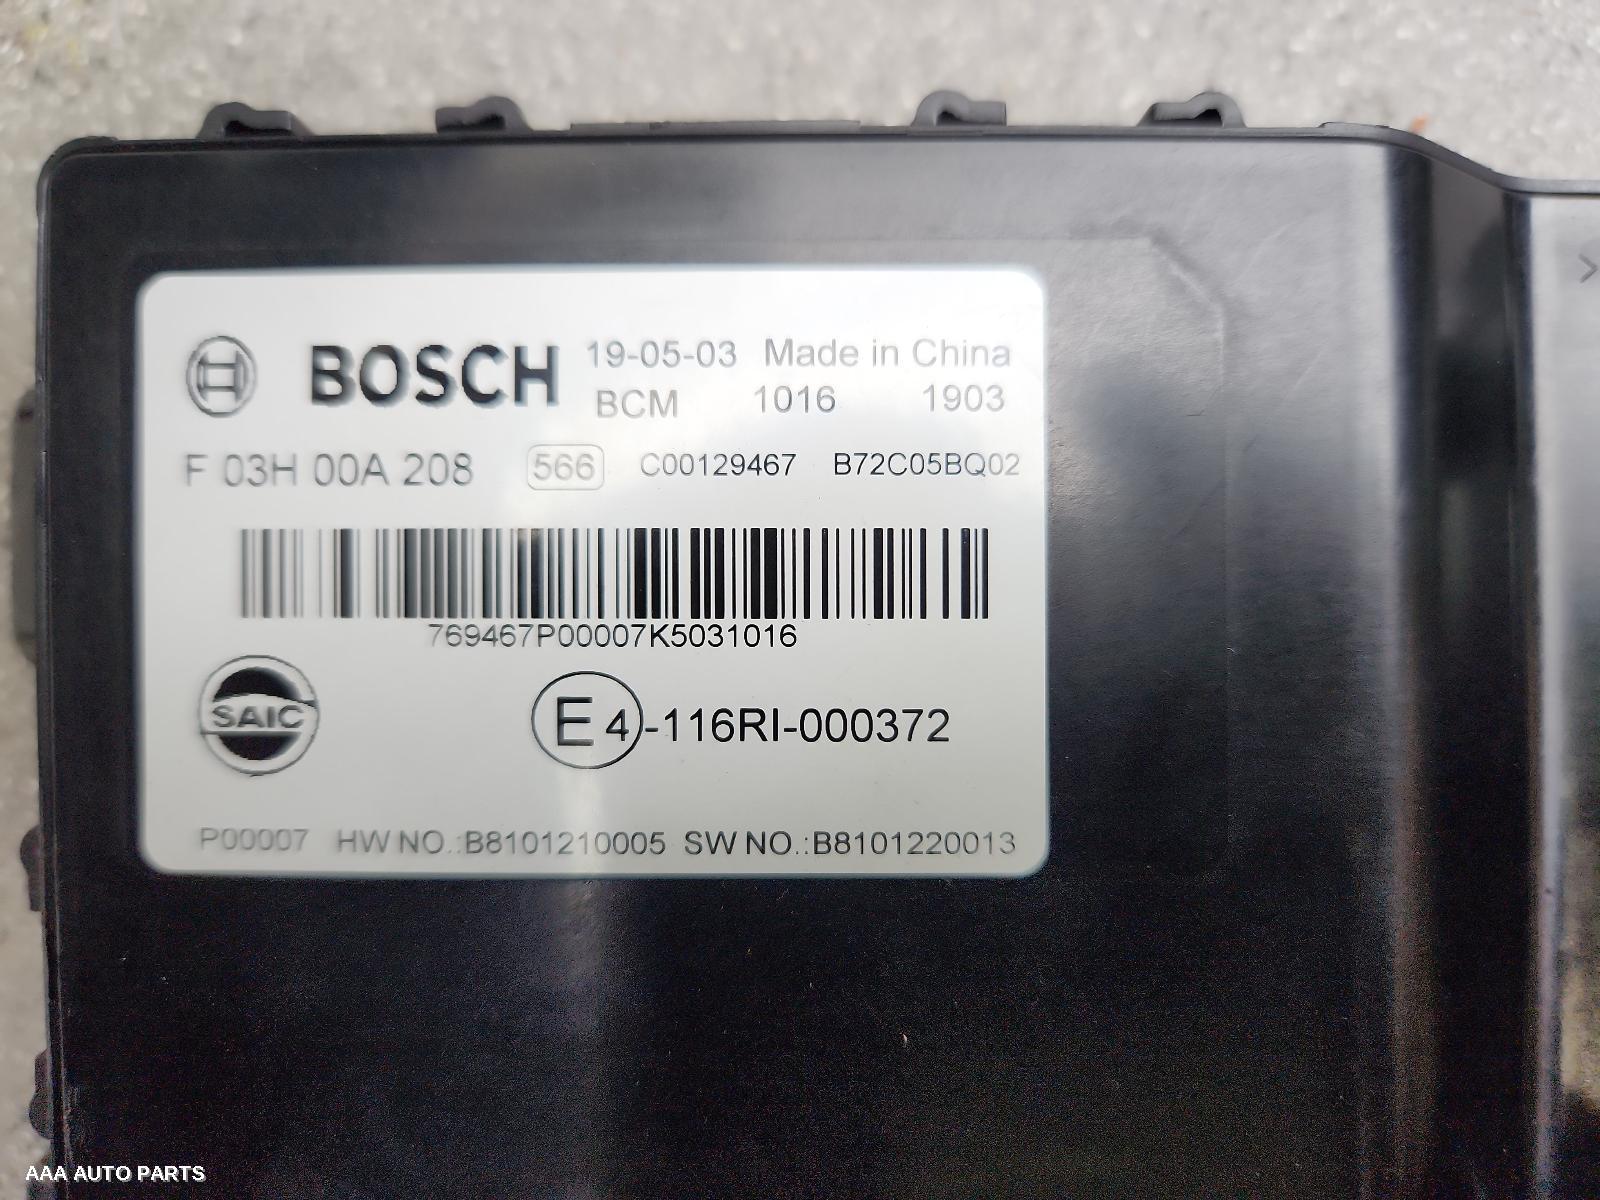 BOSCH 19-05-03 Made in China
BCM 1016 1903
F 03H 00A 208 566 C00129467 B72C05BQ02
769467P00007K5031016
SAIC E 4-116RI-000372
P00007 HW NO.:B8101210005 SW NO.:B8101220013
AAA AUTO PARTS